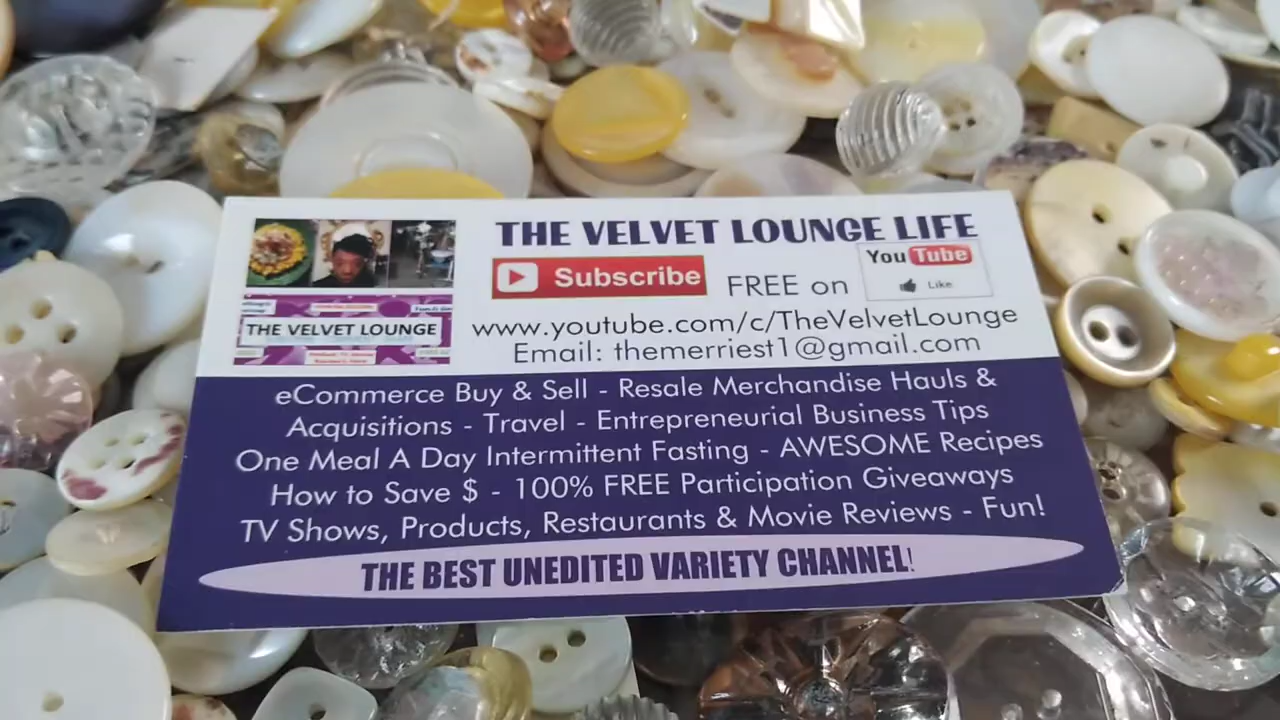 THE VELVET LOUNGE LIFE
Subscribe FREE on YouTube
Like
THE VELVET LOUNGE
www.youtube.com/c/TheVelvetLounge
Email: themerriest1@gmail.com
eCommerce Buy & Sell - Resale Merchandise Hauls &
Acquisitions - Travel - Entrepreneurial Business Tips
One Meal A Day Intermittent Fasting - AWESOME Recipes
How to Save $ - 100% FREE Participation Giveaways
TV Shows, Products, Restaurants & Movie Reviews - Fun!
THE BEST UNEDITED VARIETY CHANNEL!